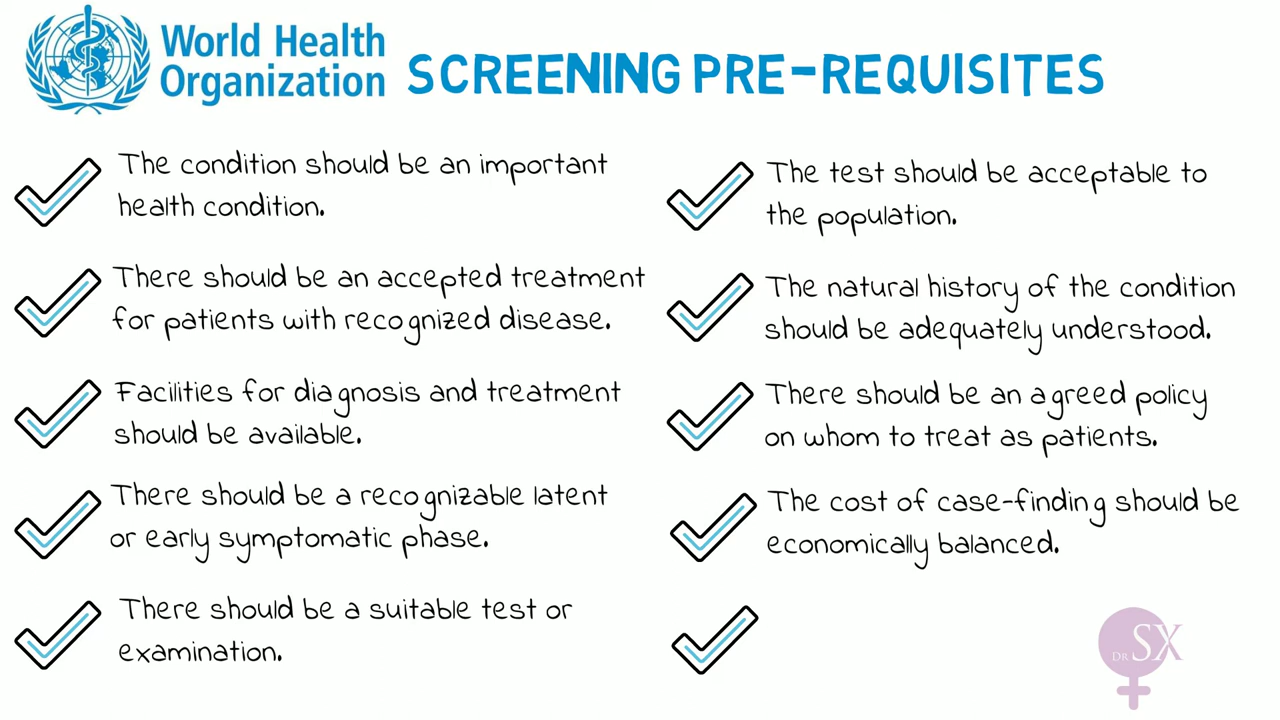 World Health
Organization
SCREENING PRE-REQUISITES
The condition should be an important
health condition.
There should be an accepted treatment
for patients with recognized disease.
Facilities for diagnosis and treatment
should be available.
There should be a recognizable latent
or early symptomatic phase.
There should be a suitable test or
examination.
The test should be acceptable to
the population.
The natural history of the condition
should be adequately understood.
There should be an agreed policy
on whom to treat as patients.
The cost of case-finding should be
economically balanced.
DR SX